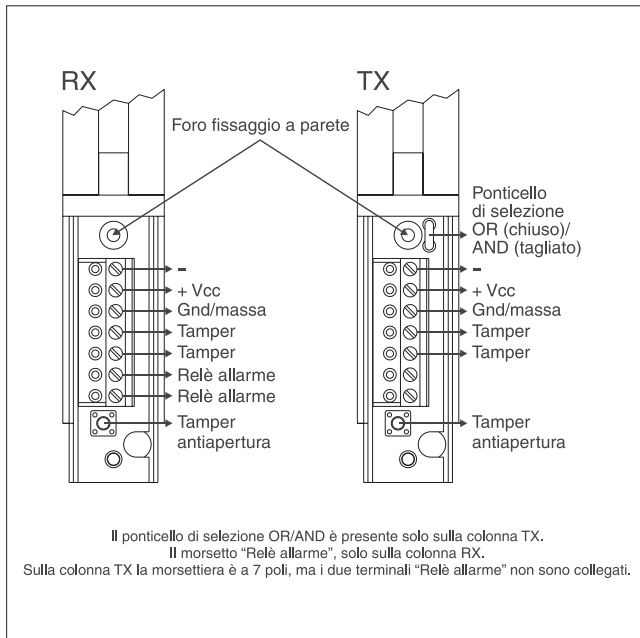 RX
TX
Foro fissaggio a parete
Ponticello
di selezione
OR (chiuso)/
AND (tagliato)
-
+ Vcc
Gnd/massa
Tamper
Tamper
Relè allarme
Relè allarme
Tamper
antiapertura
-
+ Vcc
Gnd/massa
Tamper
Tamper
Tamper
antiapertura
Il ponticello di selezione OR/AND è presente solo sulla colonna TX.
Il morsetto “Relè allarme”, solo sulla colonna RX.
Sulla colonna TX la morsettiera è a 7 poli, ma i due terminali “Relè allarme” non sono collegati.